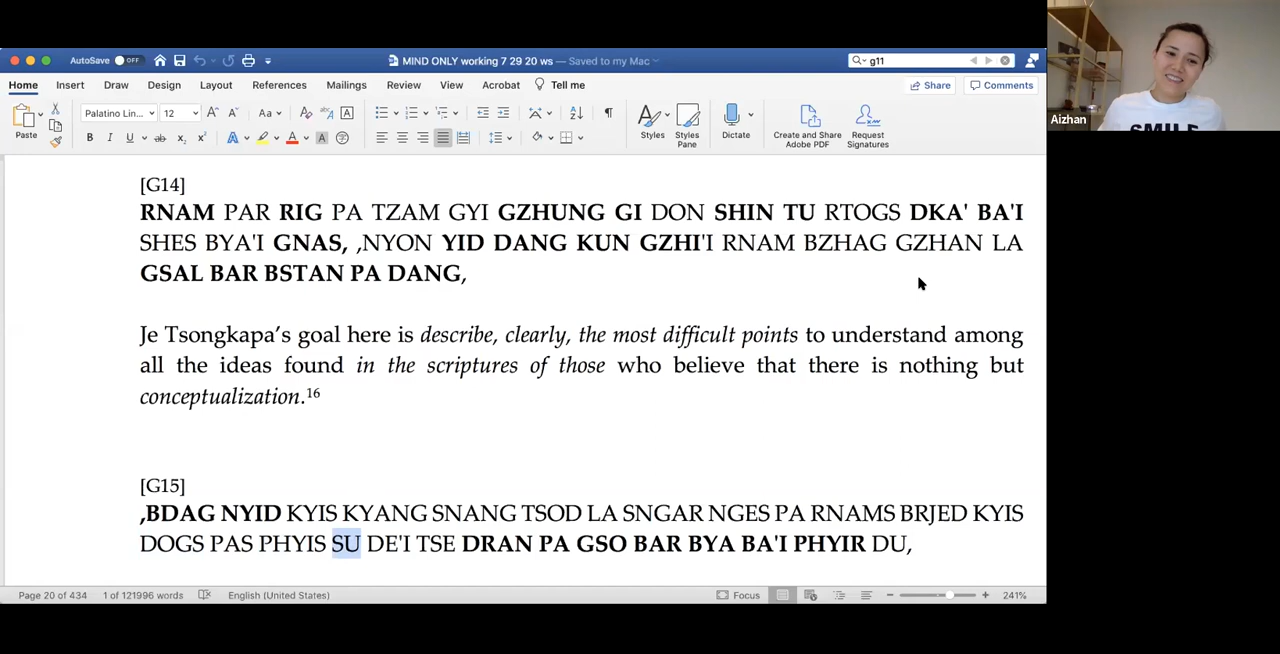 AutoSave OFF MIND ONLY working 7 29 20 ws — Saved to my Mac g11
Home Insert Draw Design Layout References Mailings Review View Acrobat Tell me Share Comments
Palatino Lin... 12
Paste Styles Styles Pane Dictate Create and Share Adobe PDF Request Signatures
[G14]
RNAM PAR RIG PA TZAM GYI GZHUNG GI DON SHIN TU RTOGS DKA' BA'I
SHES BYA'I GNAS, ,NYON YID DANG KUN GZHI'I RNAM BZHAG GZHAN LA
GSAL BAR BSTAN PA DANG,
Je Tsongkapa's goal here is describe, clearly, the most difficult points to understand among
all the ideas found in the scriptures of those who believe that there is nothing but
conceptualization.16
[G15]
,BDAG NYID KYIS KYANG SNANG TSOD LA SNGAR NGES PA RNAMS BRJED KYIS
DOGS PAS PHYIS SU DE'I TSE DRAN PA GSO BAR BYA BA'I PHYIR DU,
Page 20 of 434 1 of 121996 words English (United States) Focus 241%
Aizhan
SMILE